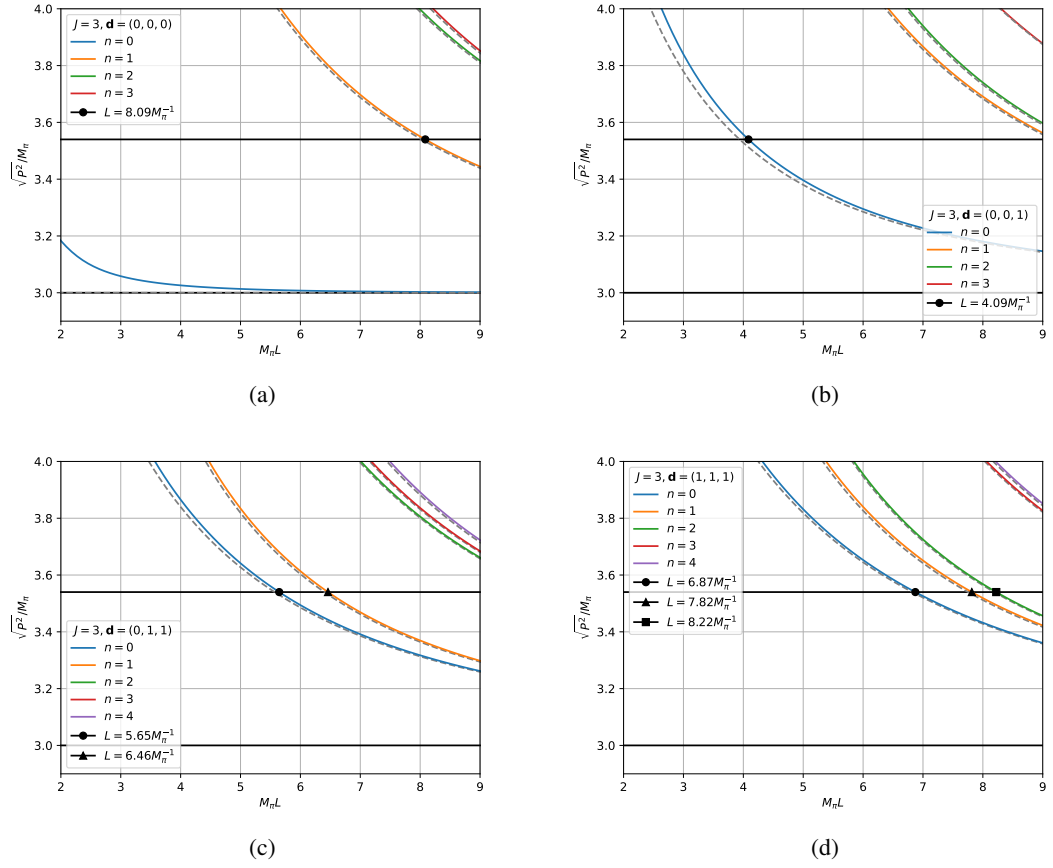 4.0
3.8
3.6
3.4
3.2
3.0
√P²/M_π
J = 3, d = (0, 0, 0)
n = 0
n = 1
n = 2
n = 3
L = 8.09M_π⁻¹
2 3 4 5 6 7 8 9
M_πL
(a)
4.0
3.8
3.6
3.4
3.2
3.0
√P²/M_π
J = 3, d = (0, 0, 1)
n = 0
n = 1
n = 2
n = 3
L = 4.09M_π⁻¹
2 3 4 5 6 7 8 9
M_πL
(b)
4.0
3.8
3.6
3.4
3.2
3.0
√P²/M_π
J = 3, d = (0, 1, 1)
n = 0
n = 1
n = 2
n = 3
n = 4
L = 5.65M_π⁻¹
L = 6.46M_π⁻¹
2 3 4 5 6 7 8 9
M_πL
(c)
4.0
3.8
3.6
3.4
3.2
3.0
√P²/M_π
J = 3, d = (1, 1, 1)
n = 0
n = 1
n = 2
n = 3
n = 4
L = 6.87M_π⁻¹
L = 7.82M_π⁻¹
L = 8.22M_π⁻¹
2 3 4 5 6 7 8 9
M_πL
(d)